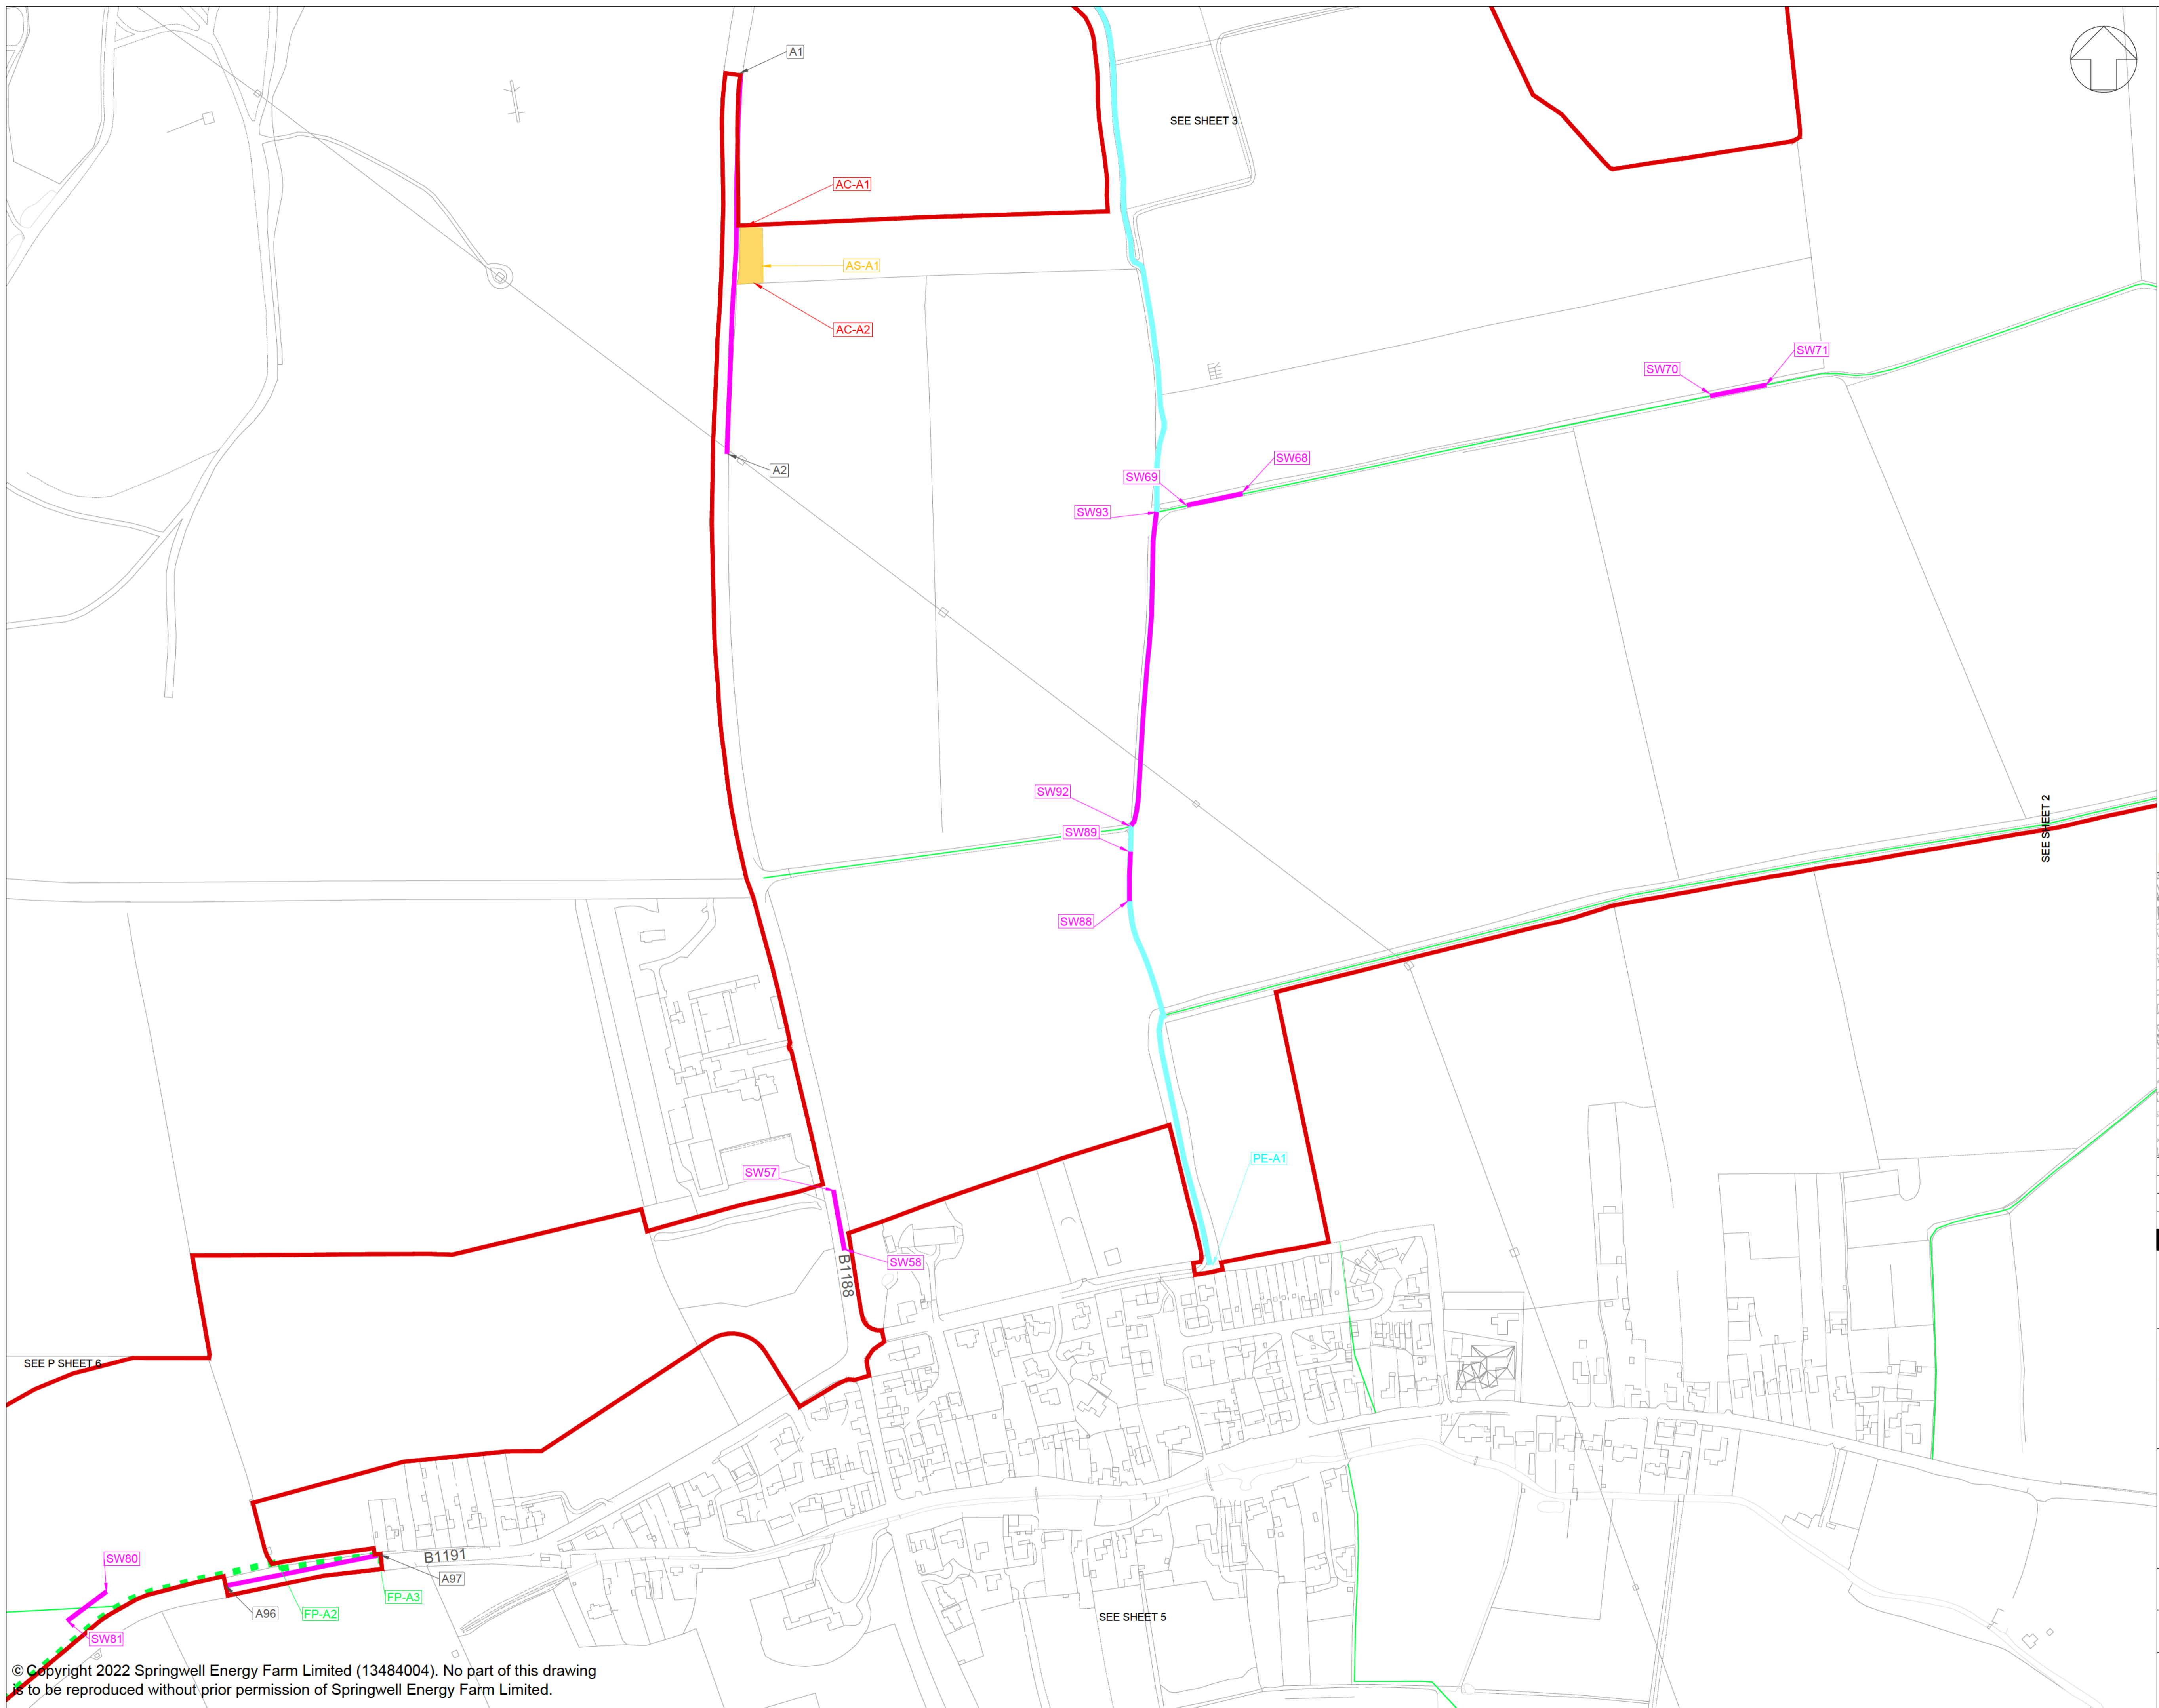 A1
SEE SHEET 3
AC-A1
AS-A1
AC-A2
SW71
SW70
SW68
A2
SW69
SW93
SW92
SEE SHEET 2
SW89
SW88
PE-A1
SW57
SW58
B1188
SEE P SHEET 6
B1191
SW80
A97
FP-A3
A96
FP-A2
SEE SHEET 5
SW81
© Copyright 2022 Springwell Energy Farm Limited (13484004). No part of this drawing
is to be reproduced without prior permission of Springwell Energy Farm Limited.